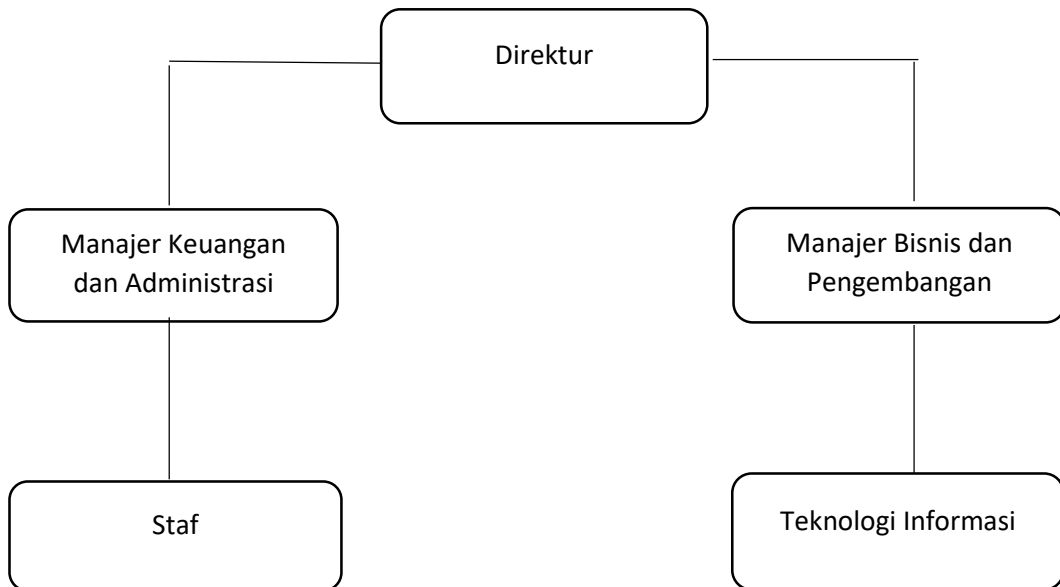 Direktur
Manajer Keuangan
dan Administrasi
Manajer Bisnis dan
Pengembangan
Staf
Teknologi Informasi